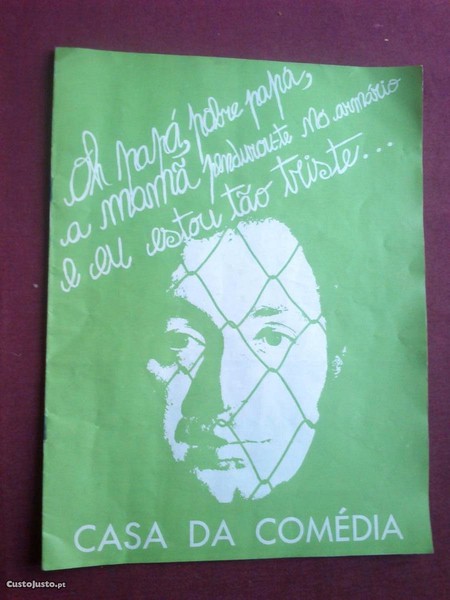 Oh papá, pobre papá,
a mamã pendurou-te no armário
e eu estou tão triste...
CASA DA COMÉDIA
CustoJusto.pt